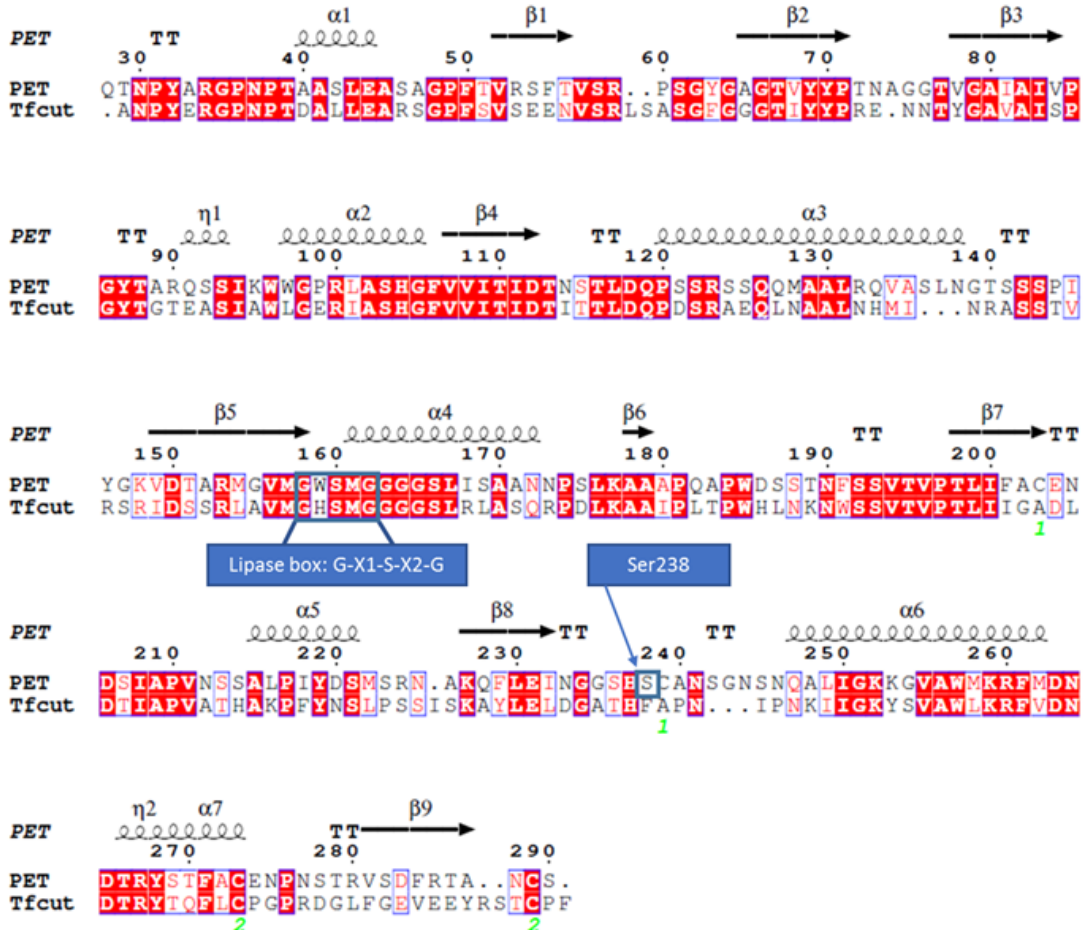 α1 β1 β2 β3
PET TT
30 40 50 60 70 80
PET QTNPYARGPNPTAASLEASAGPFTVRSFTVSR..PSGYGAGTVYYPTNAGGTVGAIAIVP
Tfcut .ANPYERGPNPTDALLEARSGPFSVSEENVSRLSASGFGGGTIYYPRE.NNTYGAVAISP
η1 α2 β4 α3
PET TT TT TT
90 100 110 120 130 140
PET GYTARQSSIKWWGPRLASHGFVVITIDTNSTLDQPSSRSSQQMAALRQVASLNGTSSSPI
Tfcut GYTGTEASIAWLGERIASHGFVVITIDTITTLDQPDSRAEQLNAALNHMI...NRASSTV
β5 α4 β6 β7
PET TT TT
150 160 170 180 190 200
PET YGKVDTARMGVMGWSMGGGGSLISAANNPSLKAAAPQAPWDSSTNFSSVTVPTLIFACEN
Tfcut RSRIDSSRLAVMGHSMGGGGSLRLASQRPDLKAAIPLTPWHLNKNWSSVTVPTLIIGADL
1
Lipase box: G-X1-S-X2-G Ser238
α5 β8 α6
PET TT TT
210 220 230 240 250 260
PET DSIAPVNSSALPIYDSMSRN.AKQFLEINGGSHSCANSGNSNQALIGKKGVAWMKRFMDN
Tfcut DTIAPVATHAKPFYNSLPSSISKAYLELDGATHFAPN...IPNKIIGKYSVAWLKRFVDN
1
η2 α7 β9
PET TT
270 280 290
PET DTRYSTFACENPNSTRVSDFRTA..NCS.
Tfcut DTRYTQFLCPGPRDGLFGEVEEYRSTCPF
2 2